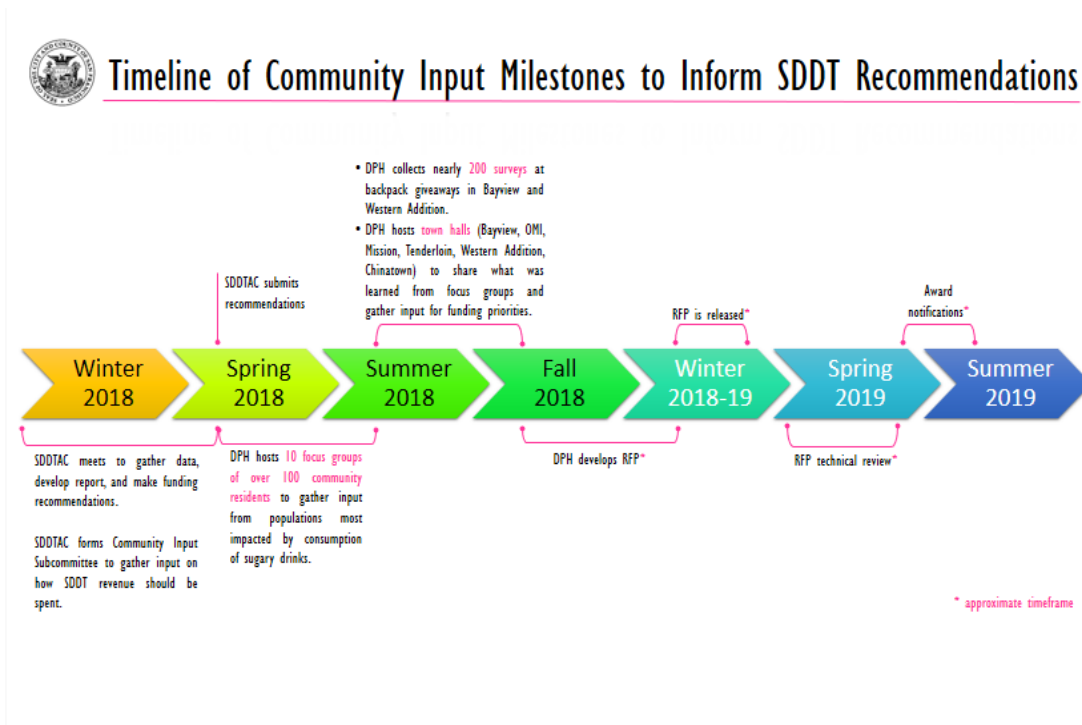 Timeline of Community Input Milestones to Inform SDDT Recommendations
• DPH collects nearly 200 surveys at
backpack giveaways in Bayview and
Western Addition.
• DPH hosts town halls (Bayview, OMI,
Mission, Tenderloin, Western Addition,
Chinatown) to share what was
learned from focus groups and
gather input for funding priorities.
SDDTAC submits
recommendations
RFP is released*
Award
notifications*
Winter
2018
Spring
2018
Summer
2018
Fall
2018
Winter
2018-19
Spring
2019
Summer
2019
SDDTAC meets to gather data,
develop report, and make funding
recommendations.
SDDTAC forms Community Input
Subcommittee to gather input on
how SDDT revenue should be
spent.
DPH hosts 10 focus groups
of over 100 community
residents to gather input
from populations most
impacted by consumption
of sugary drinks.
DPH develops RFP*
RFP technical review*
* approximate timeframe